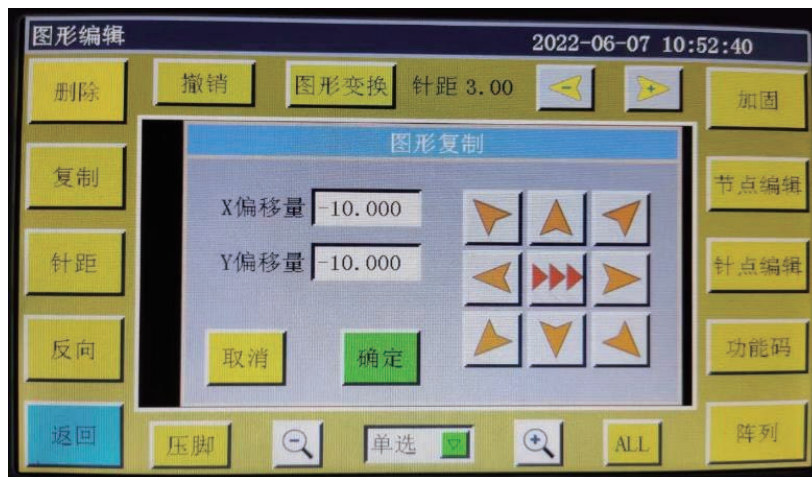 图形编辑
2022-06-07 10:52:40
删除
撤销
图形变换
针距 3.00
-
+
加固
图形复制
复制
X偏移量 -10.000
节点编辑
针距
Y偏移量 -10.000
针点编辑
反向
取消
确定
功能码
返回
压脚
-
单选
+
ALL
阵列